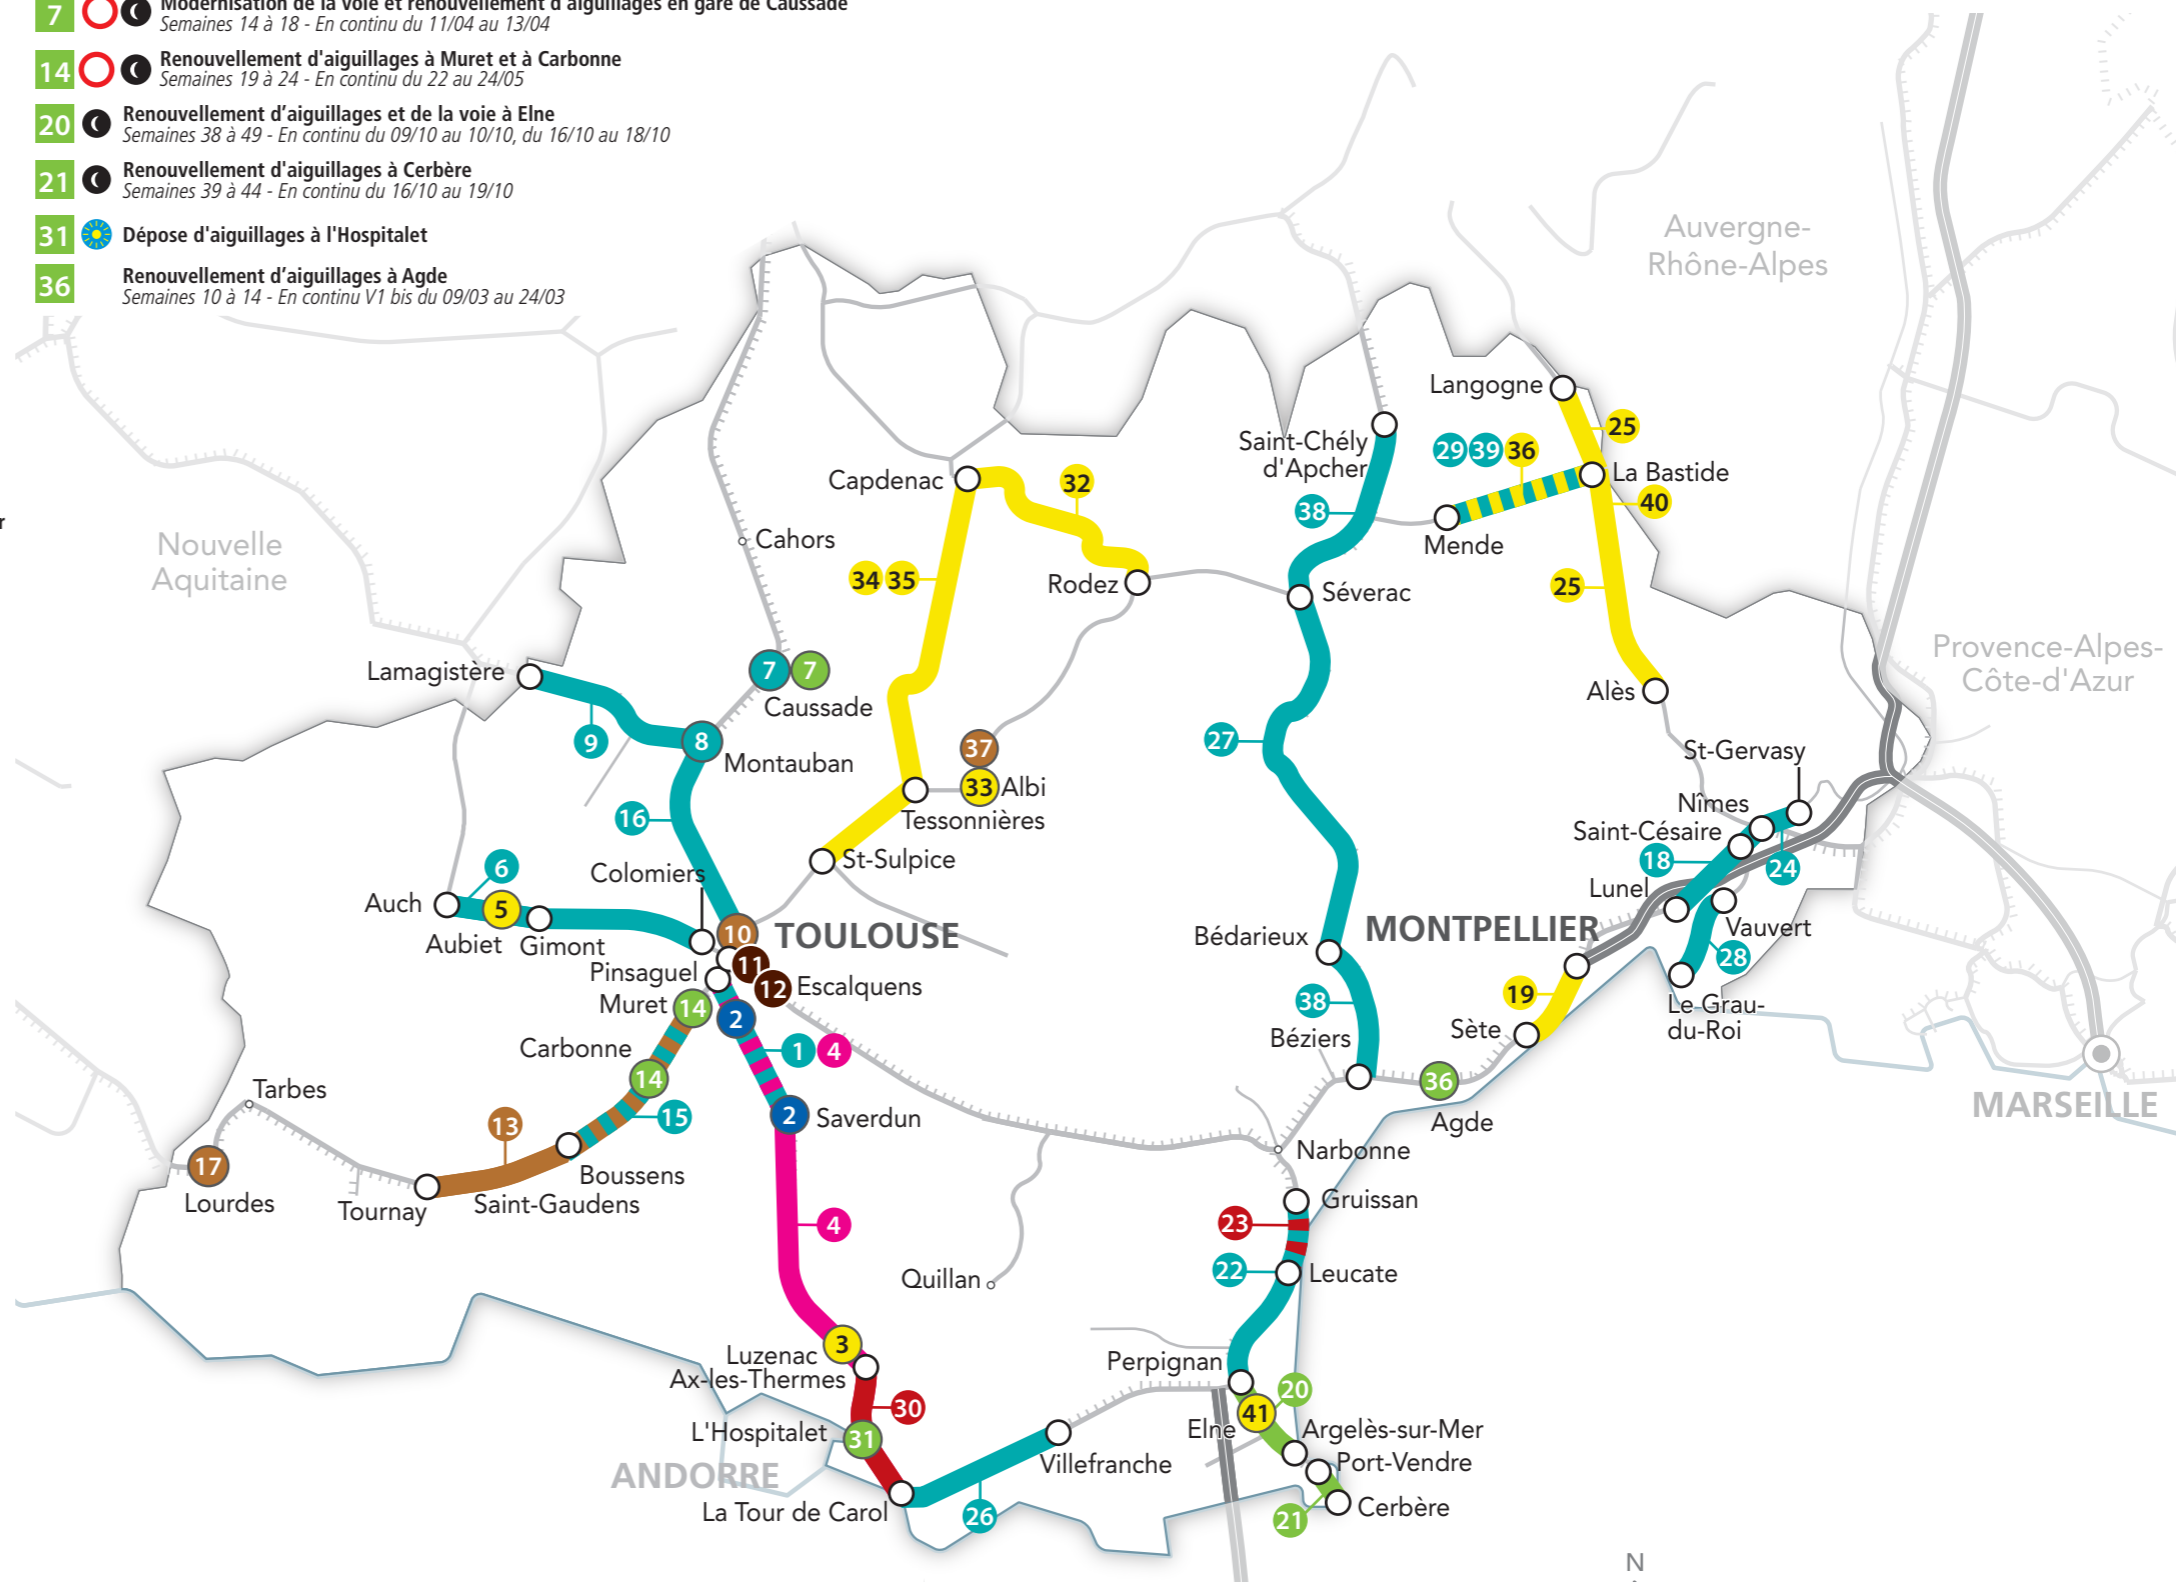 7 Modernisation de la voie et renouvellement d'aiguillages en gare de Caussade
Semaines 14 à 18 - En continu du 11/04 au 13/04
14 Renouvellement d'aiguillages à Muret et à Carbonne
Semaines 19 à 24 - En continu du 22 au 24/05
20 Renouvellement d’aiguillages et de la voie à Elne
Semaines 38 à 49 - En continu du 09/10 au 10/10, du 16/10 au 18/10
21 Renouvellement d'aiguillages à Cerbère
Semaines 39 à 44 - En continu du 16/10 au 19/10
31 Dépose d'aiguillages à l'Hospitalet
36 Renouvellement d’aiguillages à Agde
Semaines 10 à 14 - En continu V1 bis du 09/03 au 24/03
Auvergne-
Rhône-Alpes
Langogne
25
Saint-Chély
d'Apcher
29 39 36
La Bastide
40
Capdenac
32
38
Mende
r
Nouvelle
Aquitaine
Cahors
34 35
Rodez
Séverac
25
Provence-Alpes-
Côte-d'Azur
Lamagistère
7 7
Caussade
Alès
9
8
Montauban
37
27
St-Gervasy
33 Albi
Tessonnières
16
Nîmes
Saint-Césaire
18
24
Colomiers
St-Sulpice
6
Auch
5
Aubiet
Gimont
Lunel
10
TOULOUSE
MONTPELLIER
Vauvert
Bédarieux
28
Pinsaguel
11
12 Escalquens
Muret
14
2
38
19
Le Grau-
du-Roi
Carbonne
1 4
Béziers
Sète
14
36
Agde
MARSEILLE
Tarbes
15
2 Saverdun
13
Narbonne
17
Lourdes
Boussens
Tournay
Saint-Gaudens
Gruissan
23
4
22
Leucate
Quillan
3
Luzenac
Ax-les-Thermes
Perpignan
20
30
41
Elne
L'Hospitalet
31
Argelès-sur-Mer
Port-Vendre
ANDORRE
Villefranche
La Tour de Carol
26
Cerbère
21
N